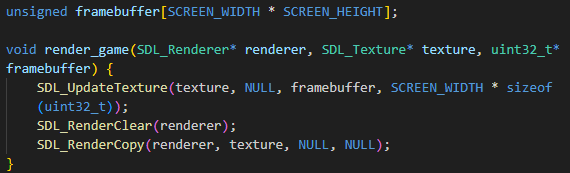 unsigned framebuffer[SCREEN_WIDTH * SCREEN_HEIGHT];

void render_game(SDL_Renderer* renderer, SDL_Texture* texture, uint32_t*
framebuffer) {
    SDL_UpdateTexture(texture, NULL, framebuffer, SCREEN_WIDTH * sizeof
    (uint32_t));
    SDL_RenderClear(renderer);
    SDL_RenderCopy(renderer, texture, NULL, NULL);
}